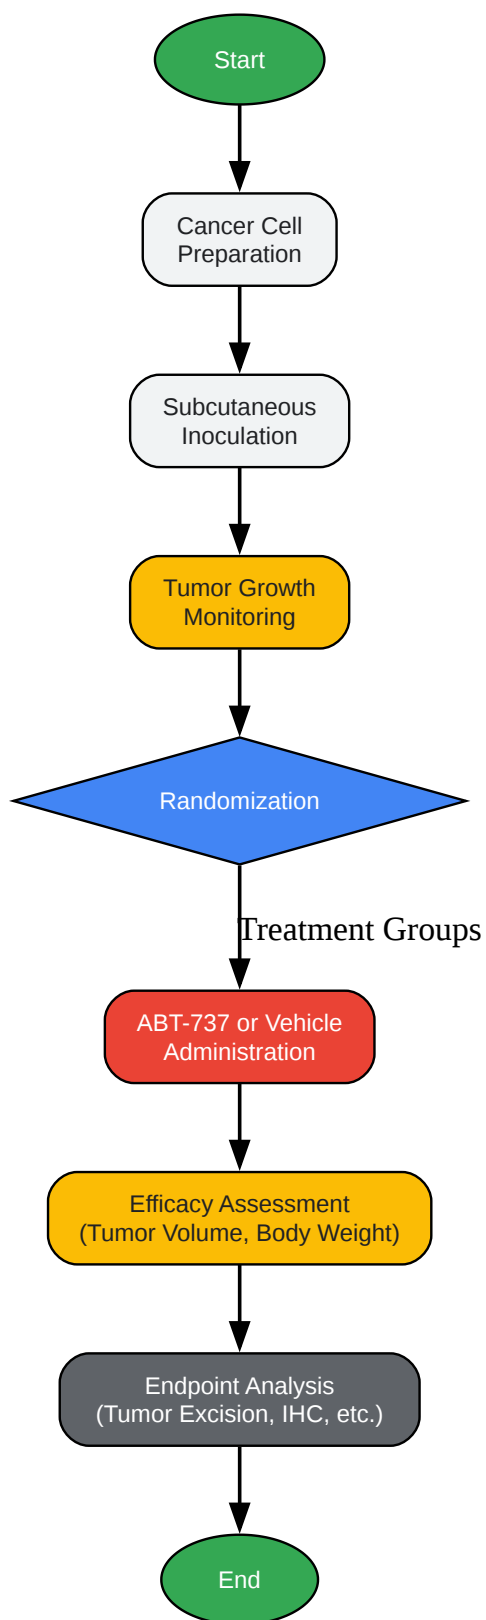 Start
Cancer Cell
Preparation
Subcutaneous
Inoculation
Tumor Growth
Monitoring
Randomization
Treatment Groups
ABT-737 or Vehicle
Administration
Efficacy Assessment
(Tumor Volume, Body Weight)
Endpoint Analysis
(Tumor Excision, IHC, etc.)
End